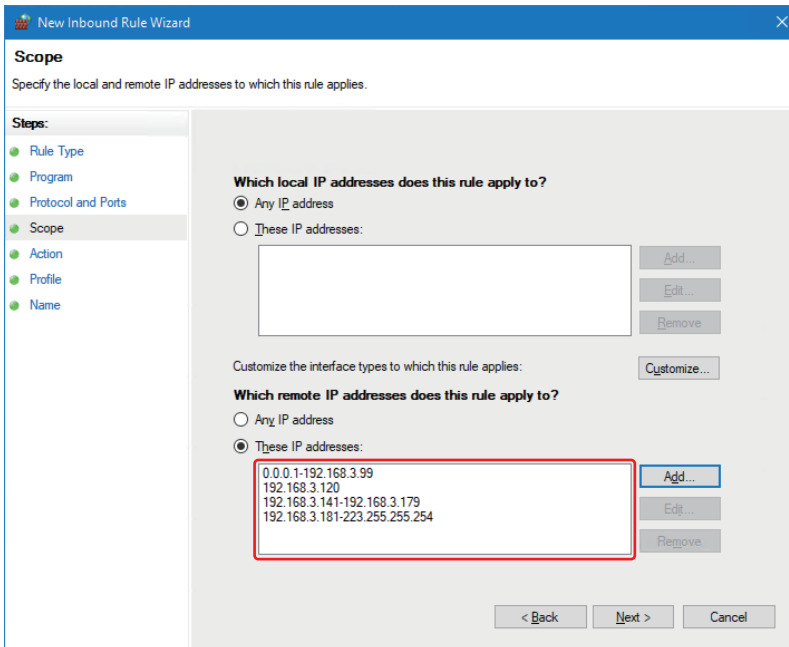 New Inbound Rule Wizard
Scope
Specify the local and remote IP addresses to which this rule applies.
Steps:
Rule Type
Program
Protocol and Ports
Scope
Action
Profile
Name
Which local IP addresses does this rule apply to?
Any IP address
These IP addresses:
Add...
Edit...
Remove
Customize the interface types to which this rule applies:
Customize...
Which remote IP addresses does this rule apply to?
Any IP address
These IP addresses:
0.0.0.1-192.168.3.99
192.168.3.120
192.168.3.141-192.168.3.179
192.168.3.181-223.255.255.254
Add...
Edit...
Remove
< Back
Next >
Cancel